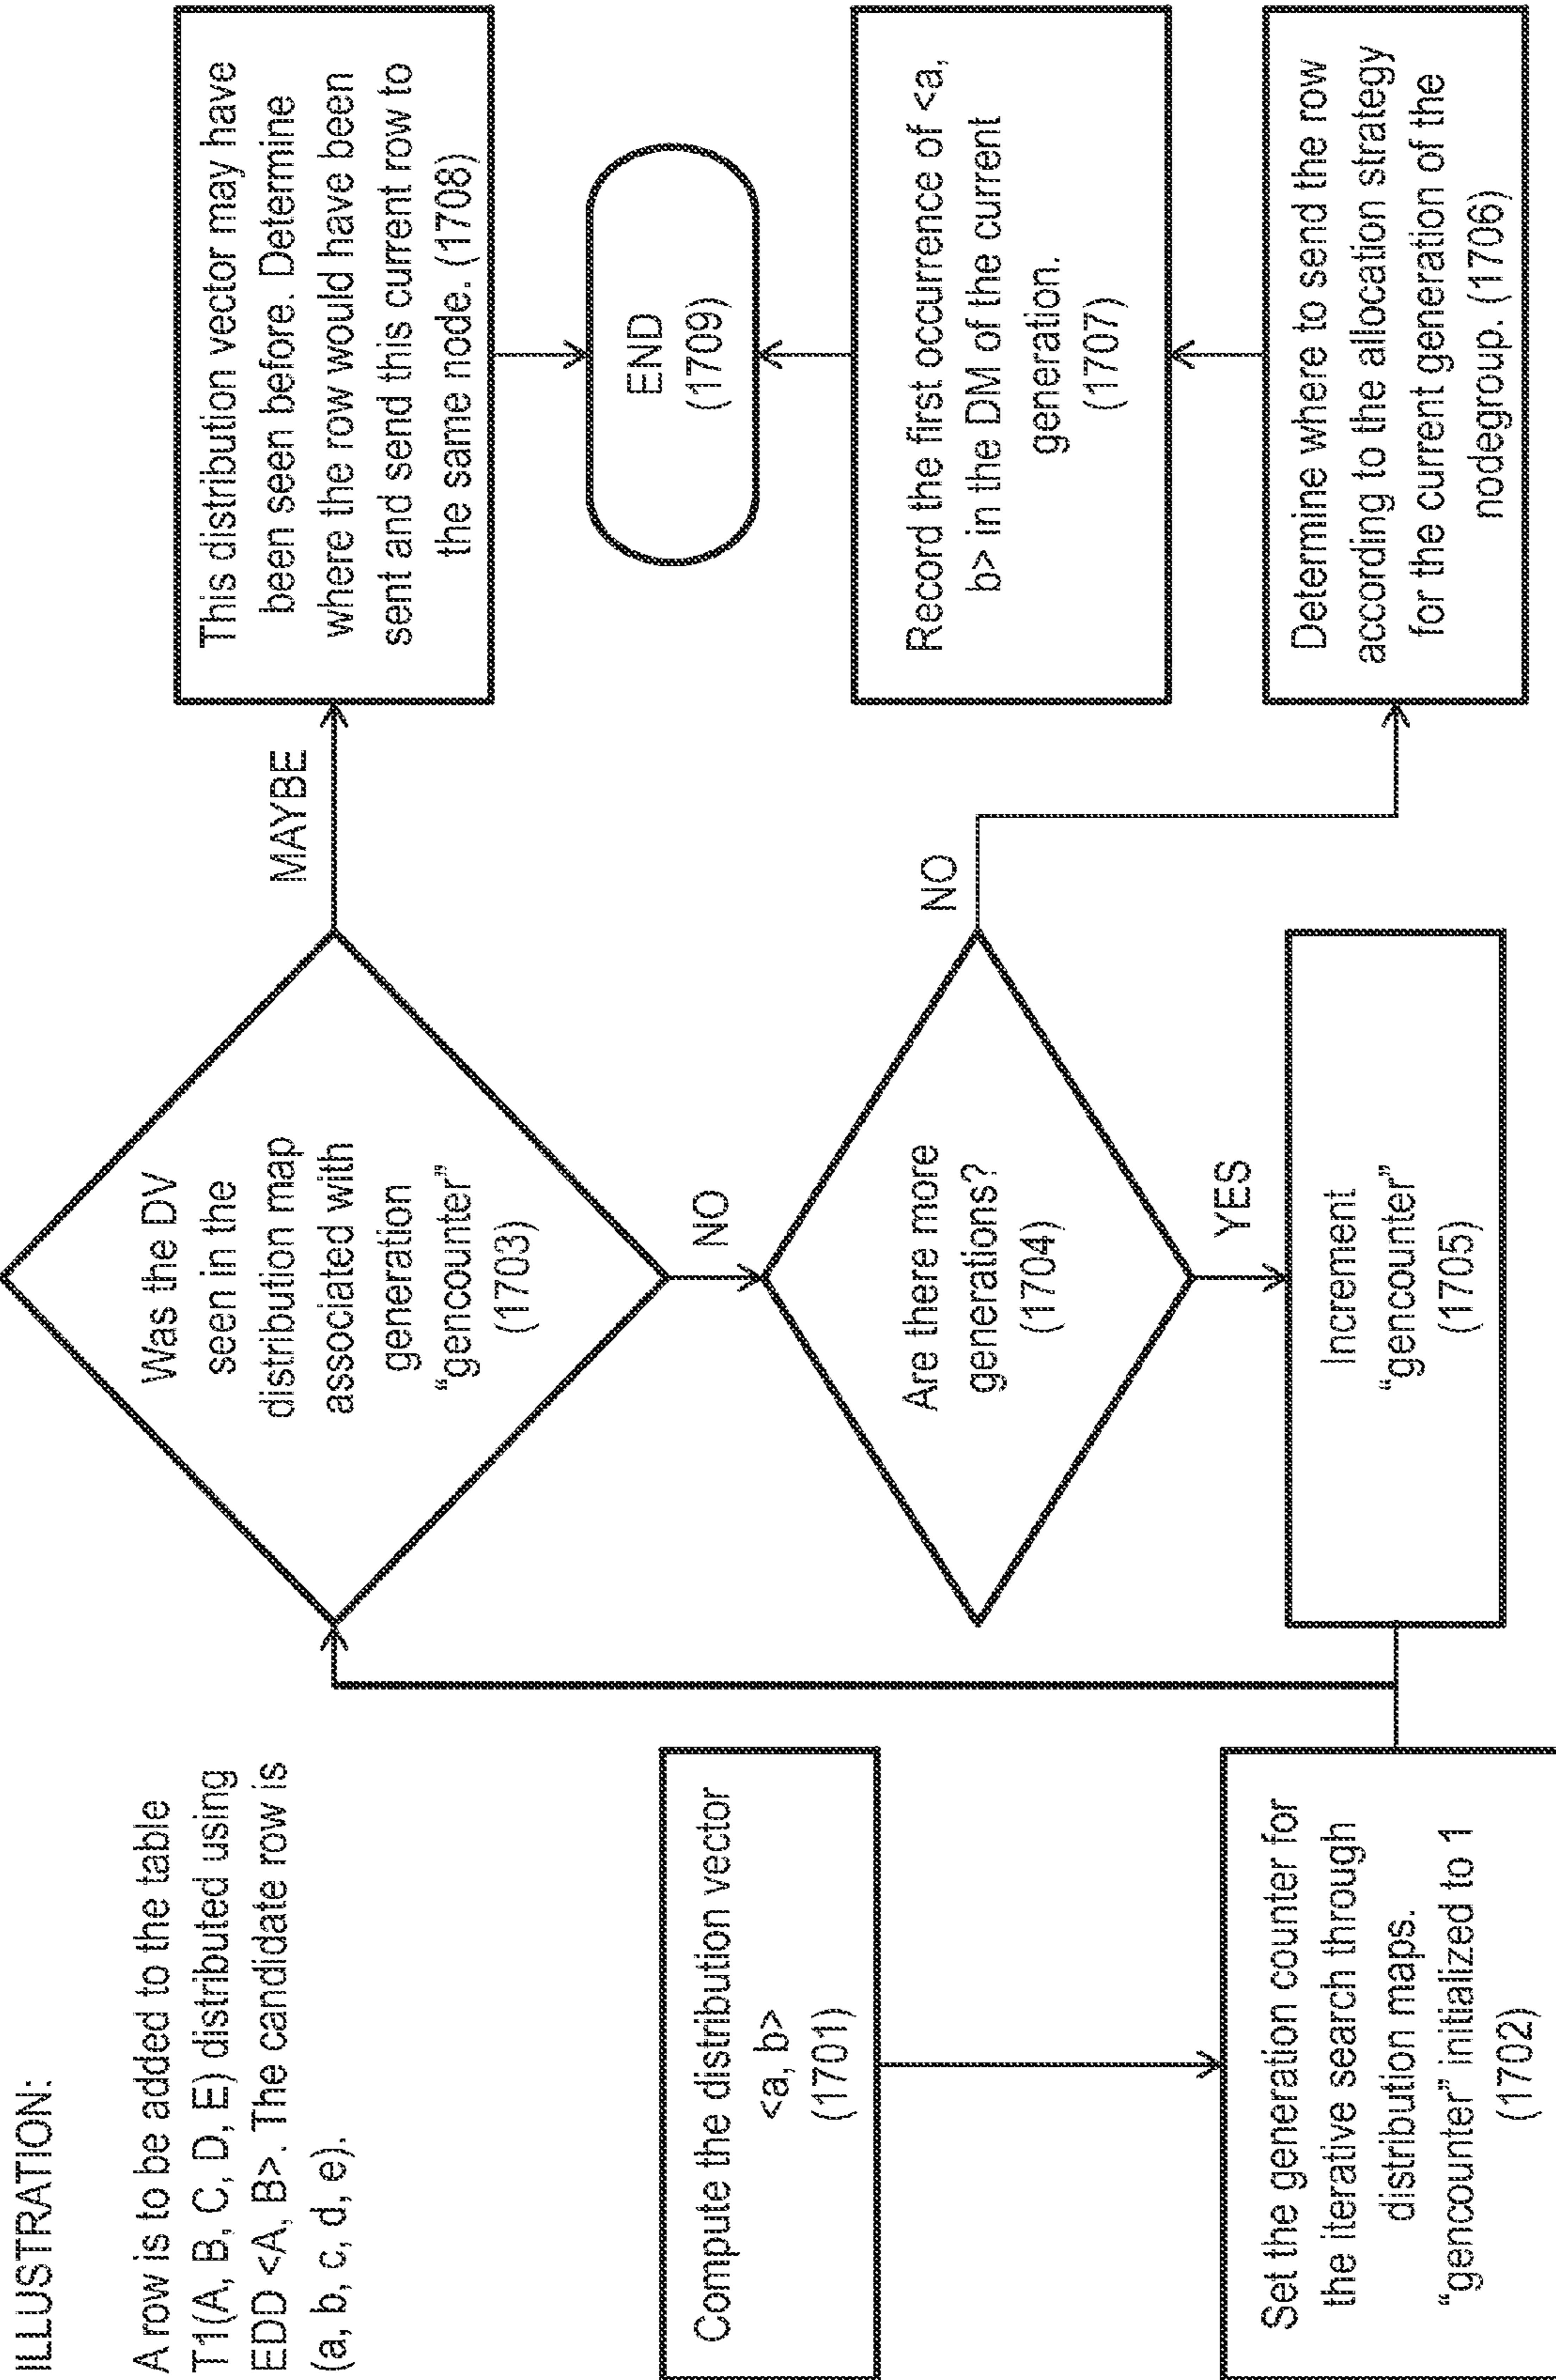 ILLUSTRATION:
A row is to be added to the table
T1(A, B, C, D, E) distributed using
EDD <A, B>. The candidate row is
(a, b, c, d, e).
Compute the distribution vector
<a, b>
(1701)
Set the generation counter for
the iterative search through
distribution maps.
“gencounter” initialized to 1
(1702)
Was the DV
seen in the
distribution map
associated with
generation
“gencounter”
(1703)
NO
MAYBE
Are there more
generations?
(1704)
YES
NO
Increment
“gencounter”
(1705)
This distribution vector may have
been seen before. Determine
where the row would have been
sent and send this current row to
the same node. (1708)
END
(1709)
Record the first occurrence of <a,
b> in the DM of the current
generation.
(1707)
Determine where to send the row
according to the allocation strategy
for the current generation of the
nodegroup. (1706)